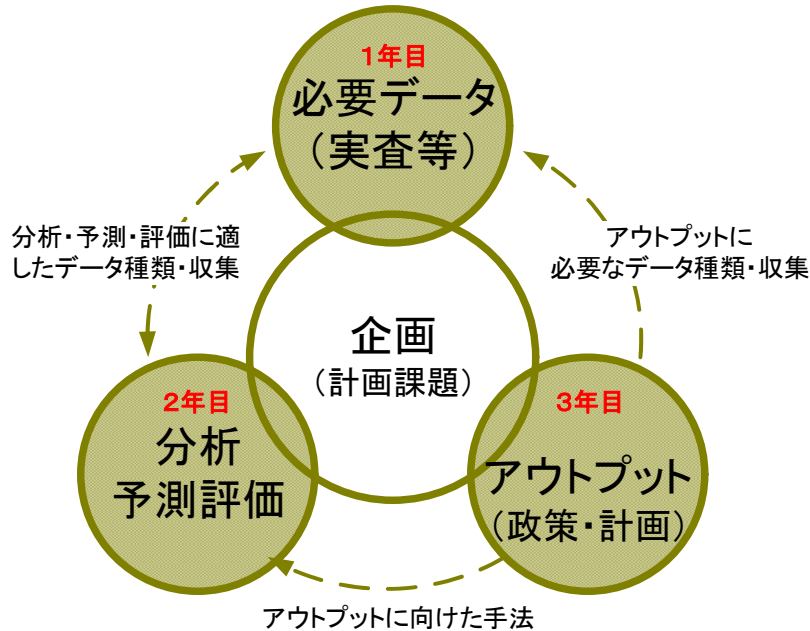 1年目
必要データ
（実査等）
分析・予測・評価に適
したデータ種類・収集
アウトプットに
必要なデータ種類・収集
企画
（計画課題）
2年目
分析
予測評価
3年目
アウトプット
（政策・計画）
アウトプットに向けた手法